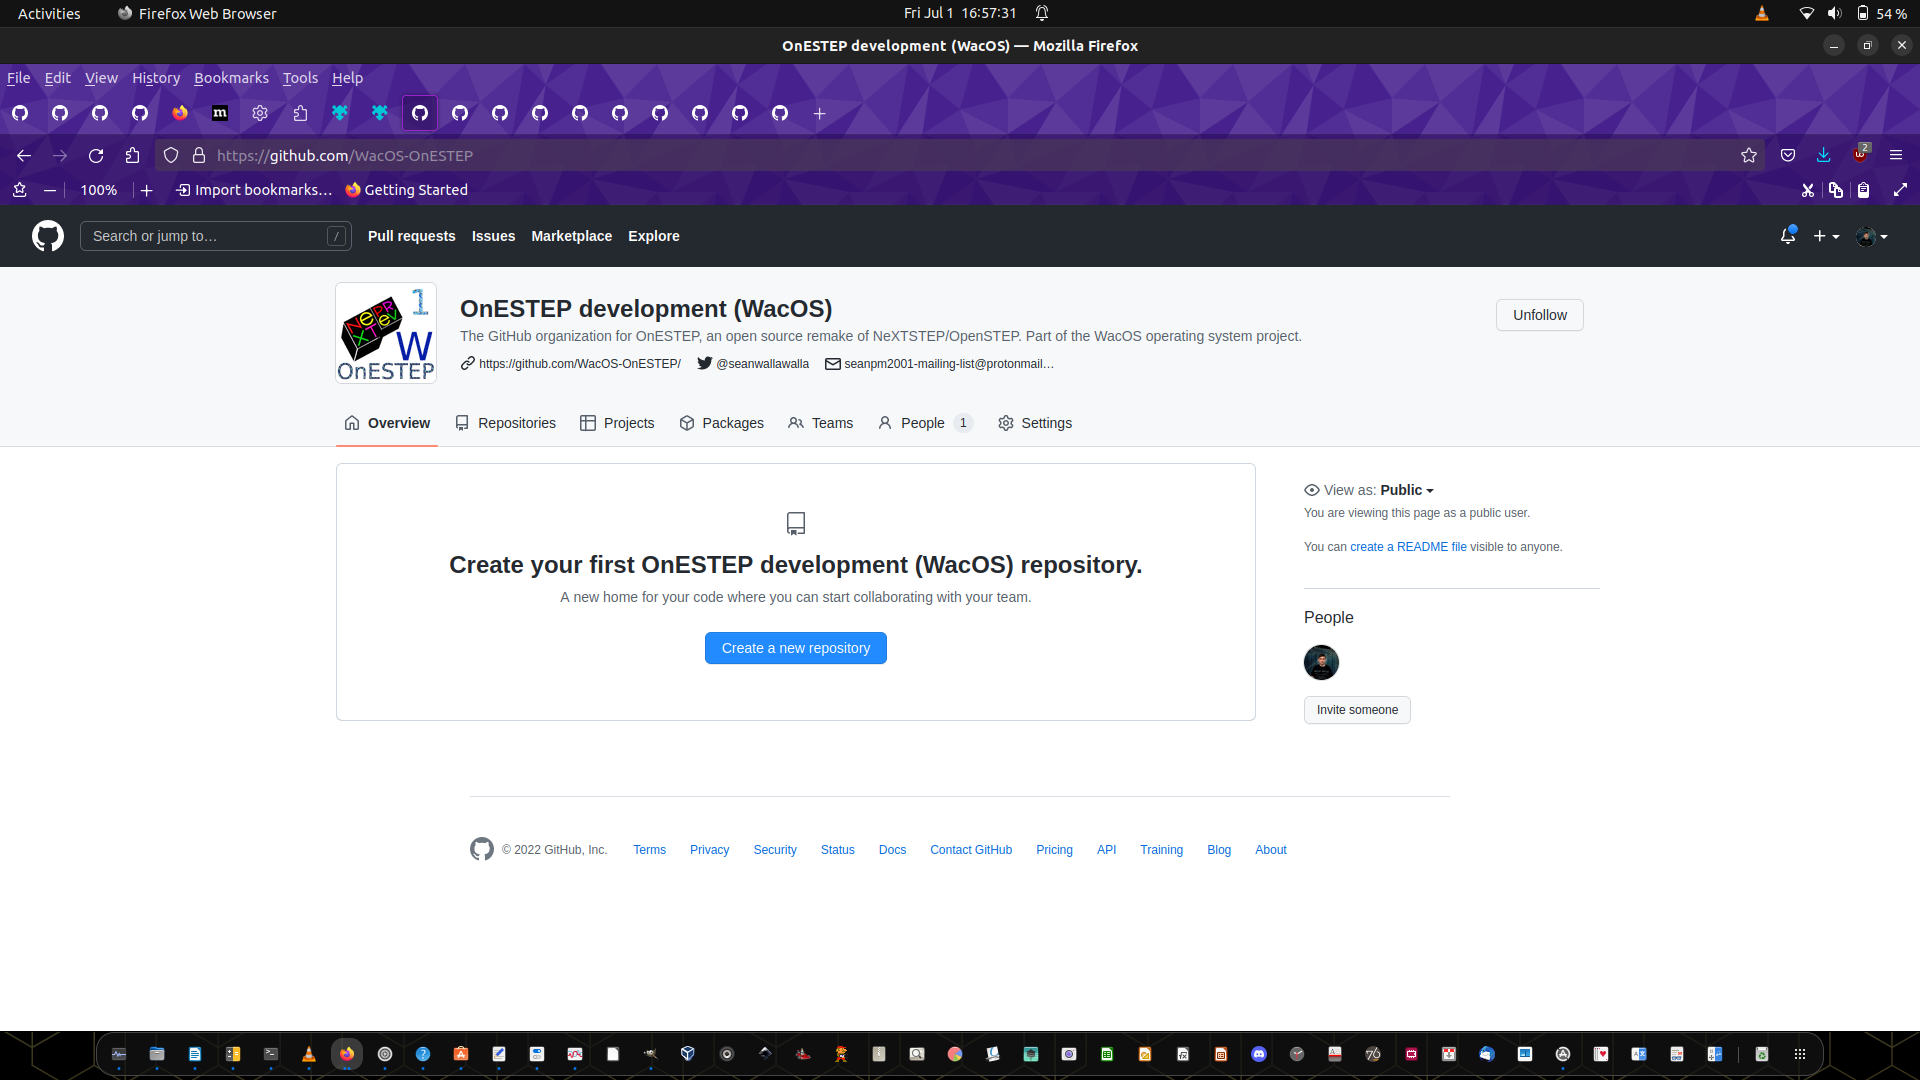 Activities
Firefox Web Browser
Fri Jul 1 16:57:31
54 %
OnESTEP development (WacOS) — Mozilla Firefox
File Edit View History Bookmarks Tools Help
https://github.com/WacOS-OnESTEP
2
100%
Import bookmarks…
Getting Started
Search or jump to…
/
Pull requests
Issues
Marketplace
Explore
1
W
OnESTEP
OnESTEP development (WacOS)
Unfollow
The GitHub organization for OnESTEP, an open source remake of NeXTSTEP/OpenSTEP. Part of the WacOS operating system project.
https://github.com/WacOS-OnESTEP/
@seanwallawalla
seanpm2001-mailing-list@protonmail…
Overview
Repositories
Projects
Packages
Teams
People 1
Settings
View as: Public
You are viewing this page as a public user.
You can create a README file visible to anyone.
Create your first OnESTEP development (WacOS) repository.
A new home for your code where you can start collaborating with your team.
Create a new repository
People
Invite someone
© 2022 GitHub, Inc.
Terms
Privacy
Security
Status
Docs
Contact GitHub
Pricing
API
Training
Blog
About